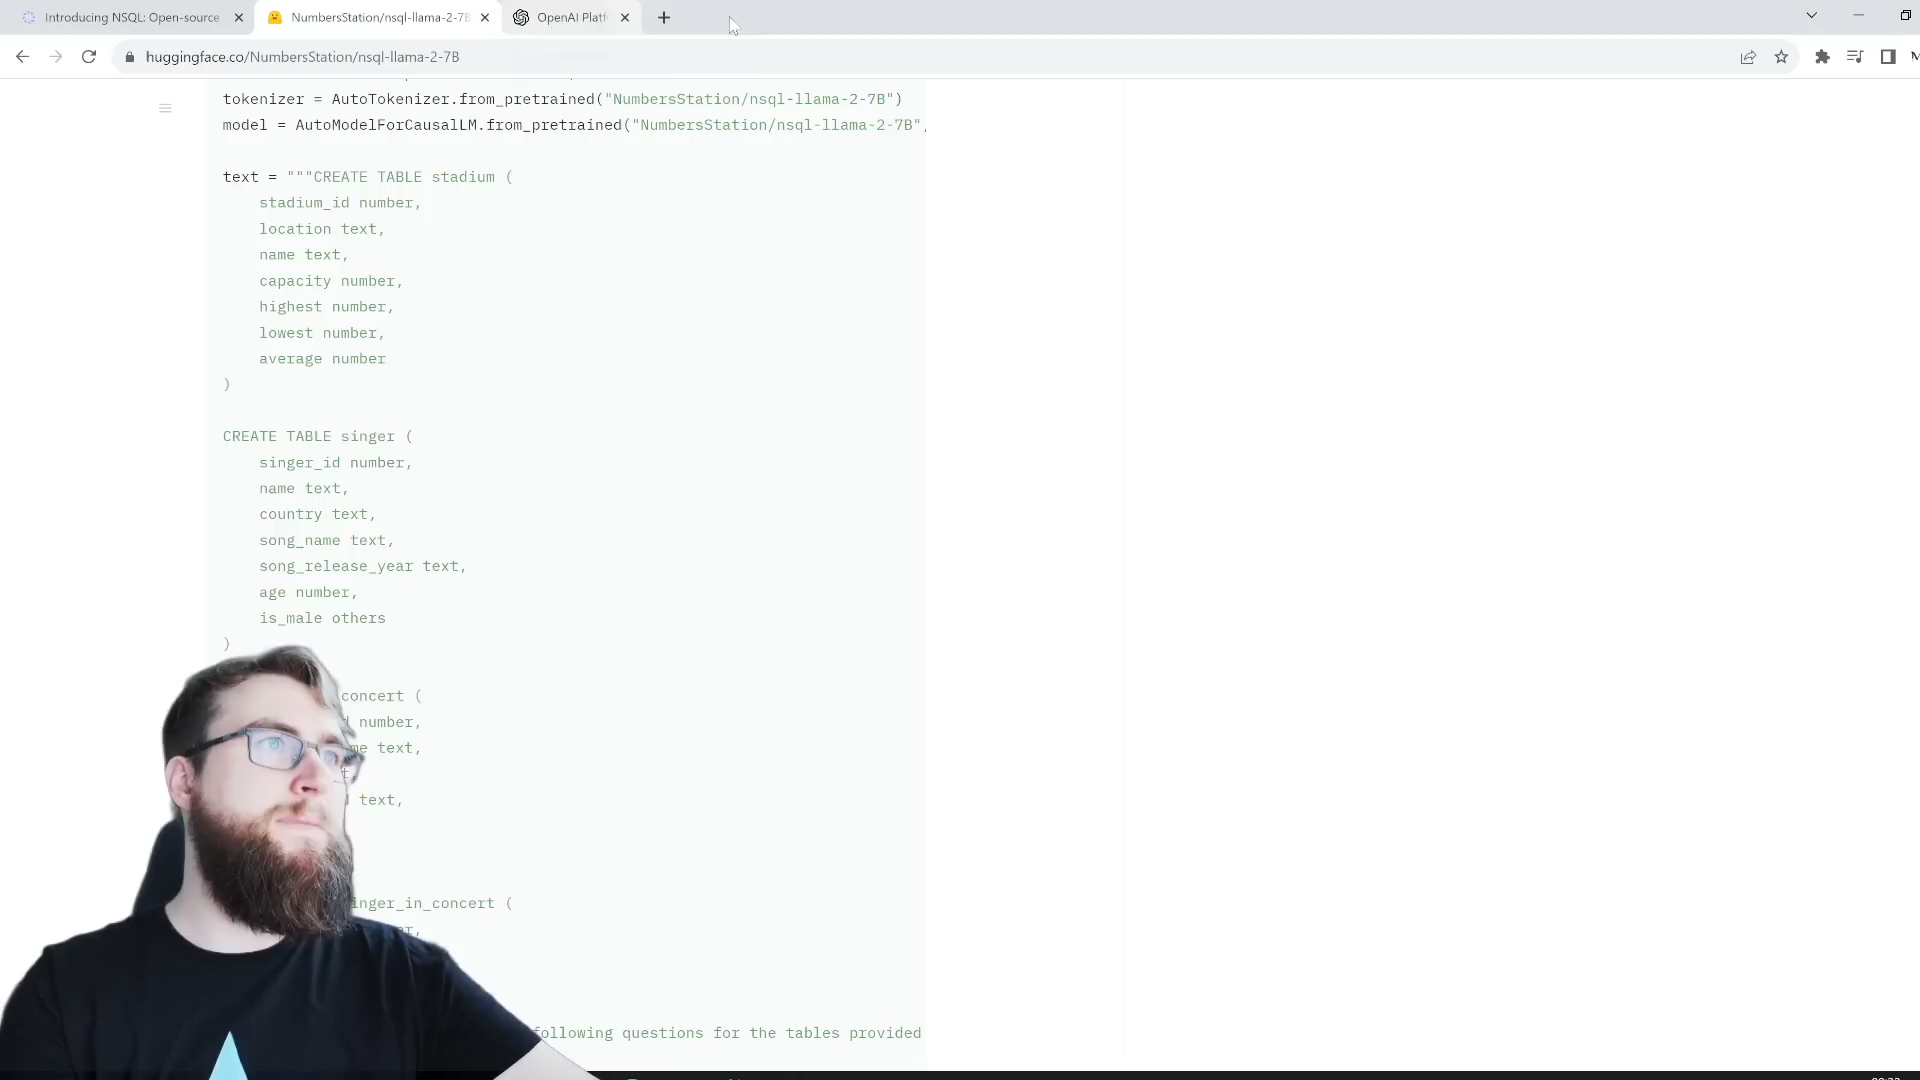 Introducing NSQL: Open-source
NumbersStation/nsql-llama-2-7B
OpenAI Platf
huggingface.co/NumbersStation/nsql-llama-2-7B
tokenizer = AutoTokenizer.from_pretrained("NumbersStation/nsql-llama-2-7B")
model = AutoModelForCausalLM.from_pretrained("NumbersStation/nsql-llama-2-7B",
text = """CREATE TABLE stadium (
stadium_id number,
location text,
name text,
capacity number,
highest number,
lowest number,
average number
)
CREATE TABLE singer (
singer_id number,
name text,
country text,
song_name text,
song_release_year text,
age number,
is_male others
)
concert (
number,
me text,
t,
text,
inger_in_concert (
following questions for the tables provided